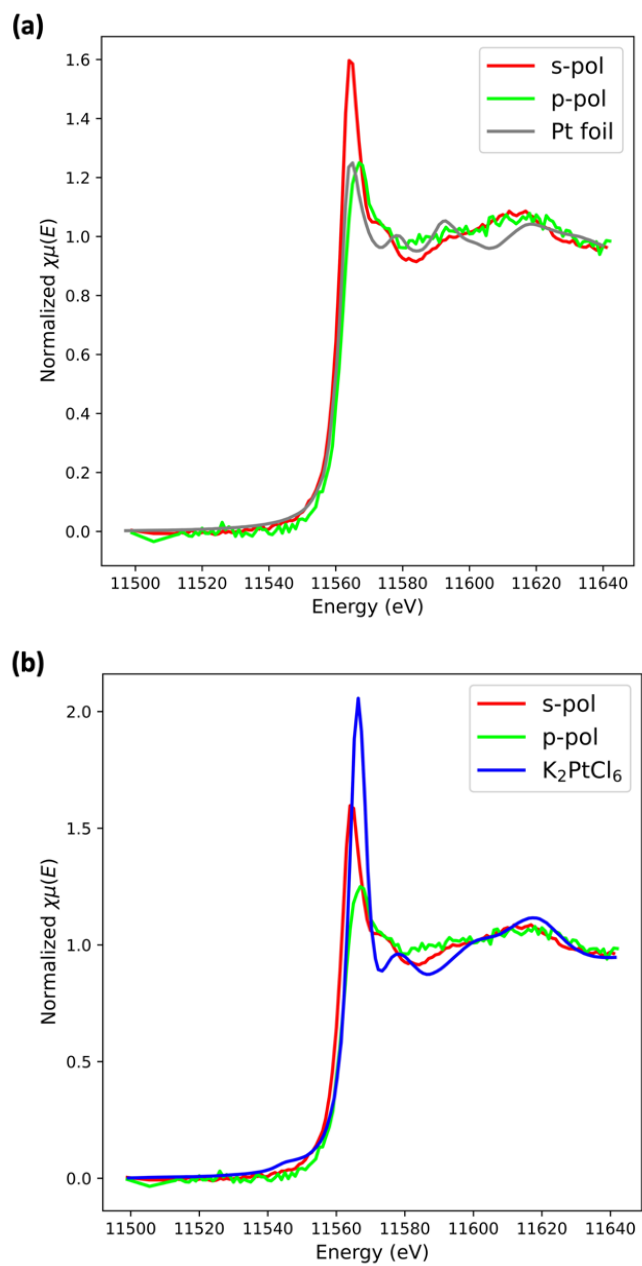 (a)
1.6
1.4
1.2
1.0
0.8
0.6
0.4
0.2
0.0
Normalized χμ(E)
s-pol
p-pol
Pt foil
11500 11520 11540 11560 11580 11600 11620 11640
Energy (eV)
(b)
2.0
1.5
1.0
0.5
0.0
Normalized χμ(E)
s-pol
p-pol
K₂PtCl₆
11500 11520 11540 11560 11580 11600 11620 11640
Energy (eV)